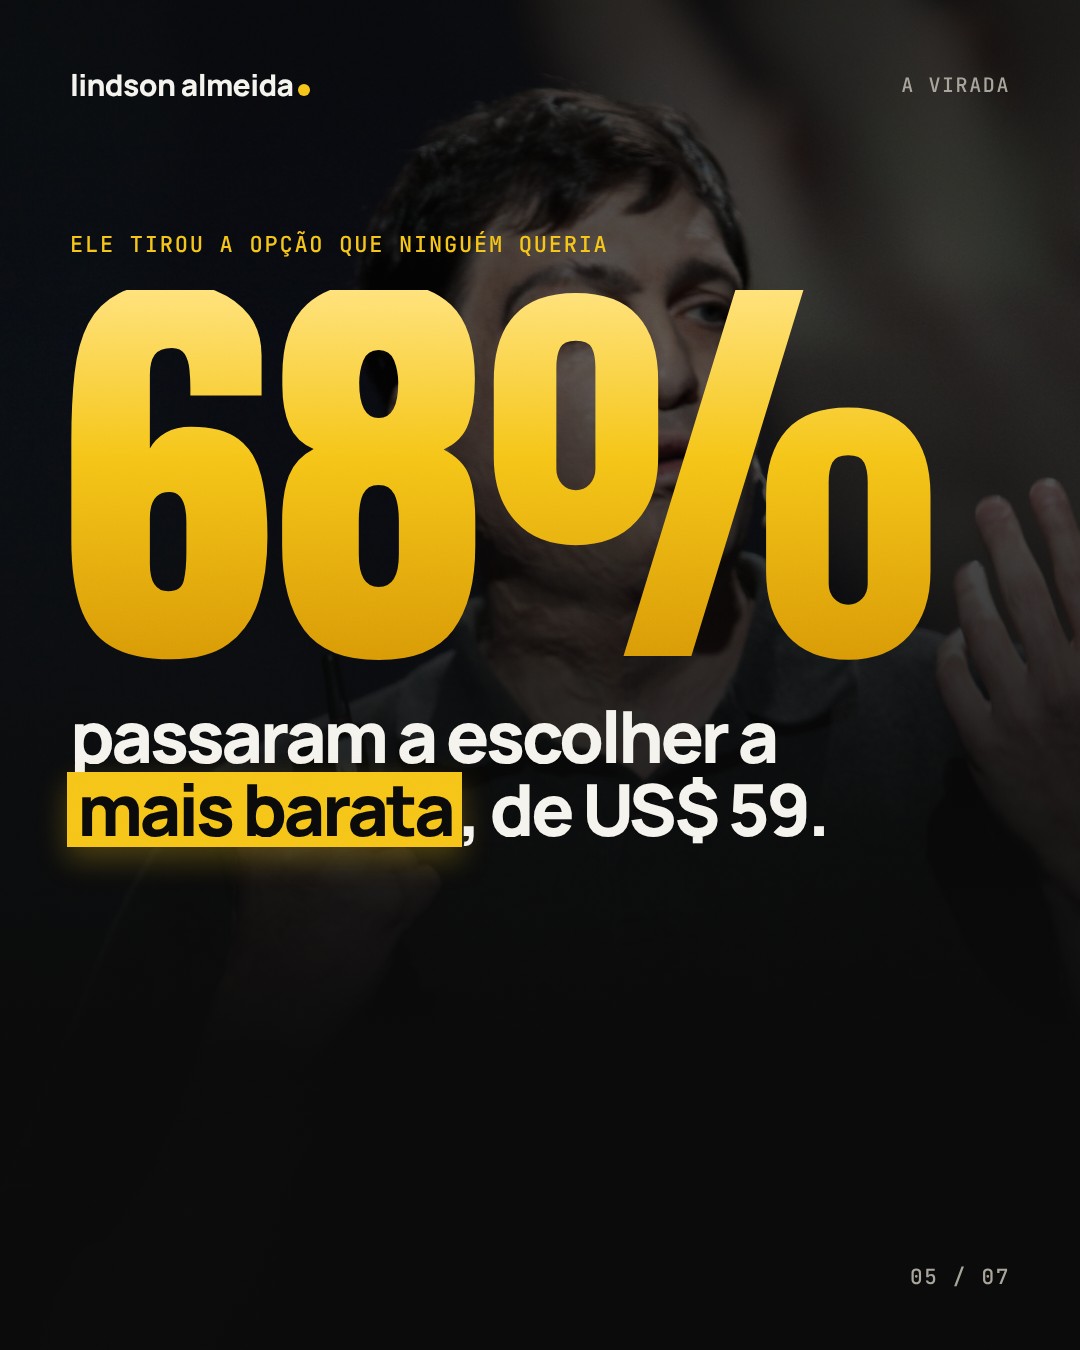 lindson almeida
A VIRADA
ELE TIROU A OPÇÃO QUE NINGUÉM QUERIA
68%
passaram a escolher a
mais barata, de US$ 59.
05 / 07